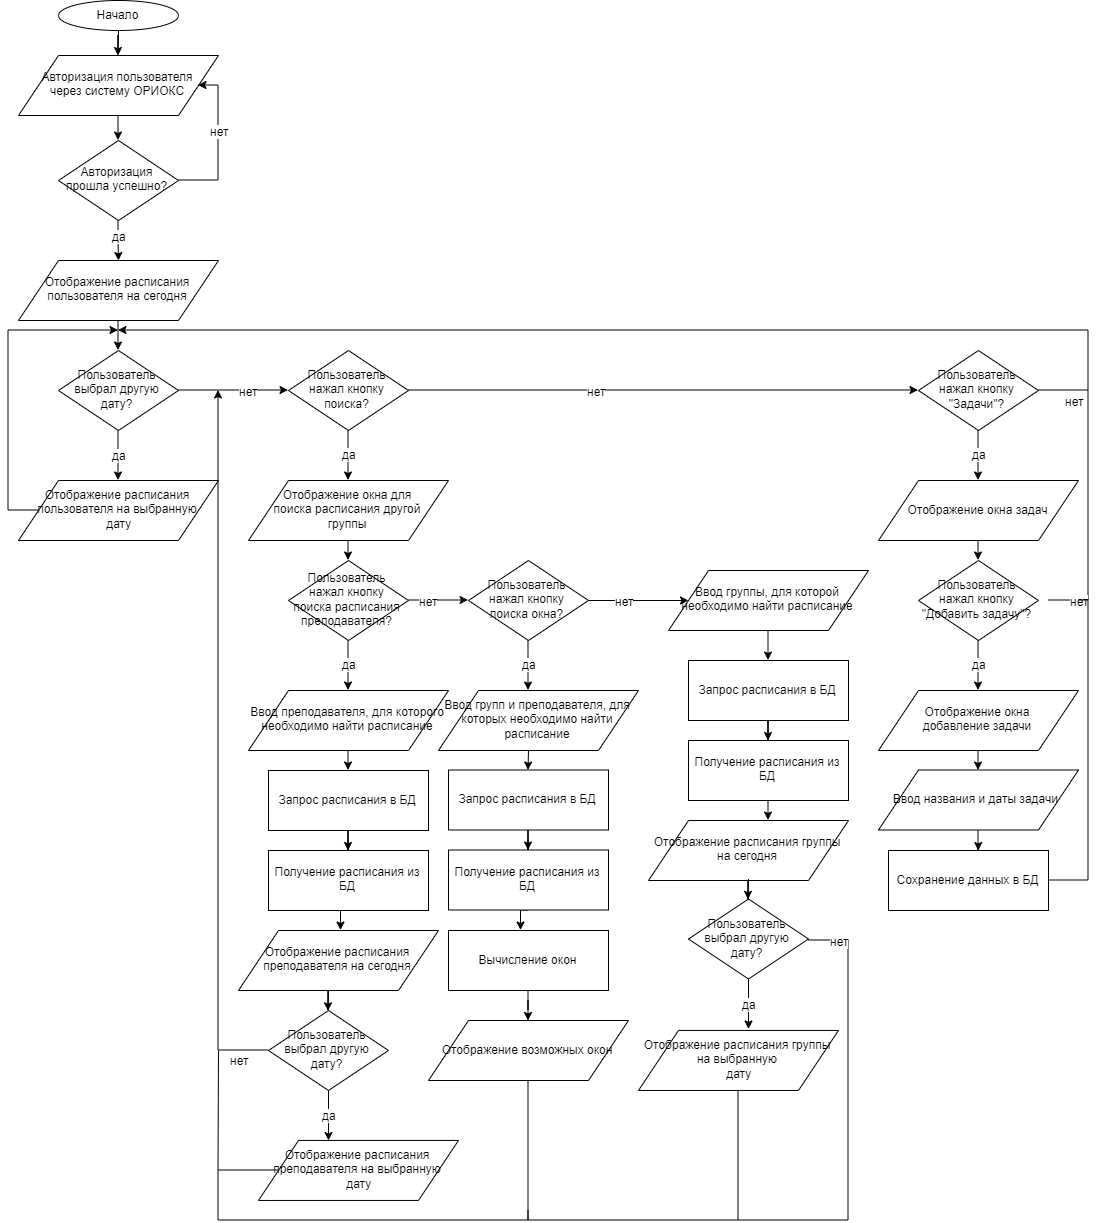 Начало
Авторизация пользователя
через систему ОРИОКС
нет
Авторизация
прошла успешно?
да
Отображение расписания
пользователя на сегодня
Пользователь
выбрал другую
дату?
нет
Пользователь
нажал кнопку
поиска?
нет
Пользователь
нажал кнопку
"Задачи"?
нет
да
да
да
Отображение расписания
пользователя на выбранную
дату
Отображение окна для
поиска расписания другой
группы
Отображение окна задач
Пользователь
нажал кнопку
поиска расписания
преподавателя?
нет
Пользователь
нажал кнопку
поиска окна?
нет
Ввод группы, для которой
необходимо найти расписание
Пользователь
нажал кнопку
"Добавить задачу"?
нет
да
да
да
Ввод преподавателя, для которого
необходимо найти расписание
Ввод групп и преподавателя, для
которых необходимо найти
расписание
Запрос расписания в БД
Отображение окна
добавление задачи
Запрос расписания в БД
Запрос расписания в БД
Получение расписания из
БД
Ввод названия и даты задачи
Получение расписания из
БД
Получение расписания из
БД
Отображение расписания группы
на сегодня
Сохранение данных в БД
Отображение расписания
преподавателя на сегодня
Вычисление окон
Пользователь
выбрал другую
дату?
нет
да
Пользователь
выбрал другую
дату?
нет
Отображение возможных окон
Отображение расписания группы
на выбранную
дату
да
Отображение расписания
преподавателя на выбранную
дату